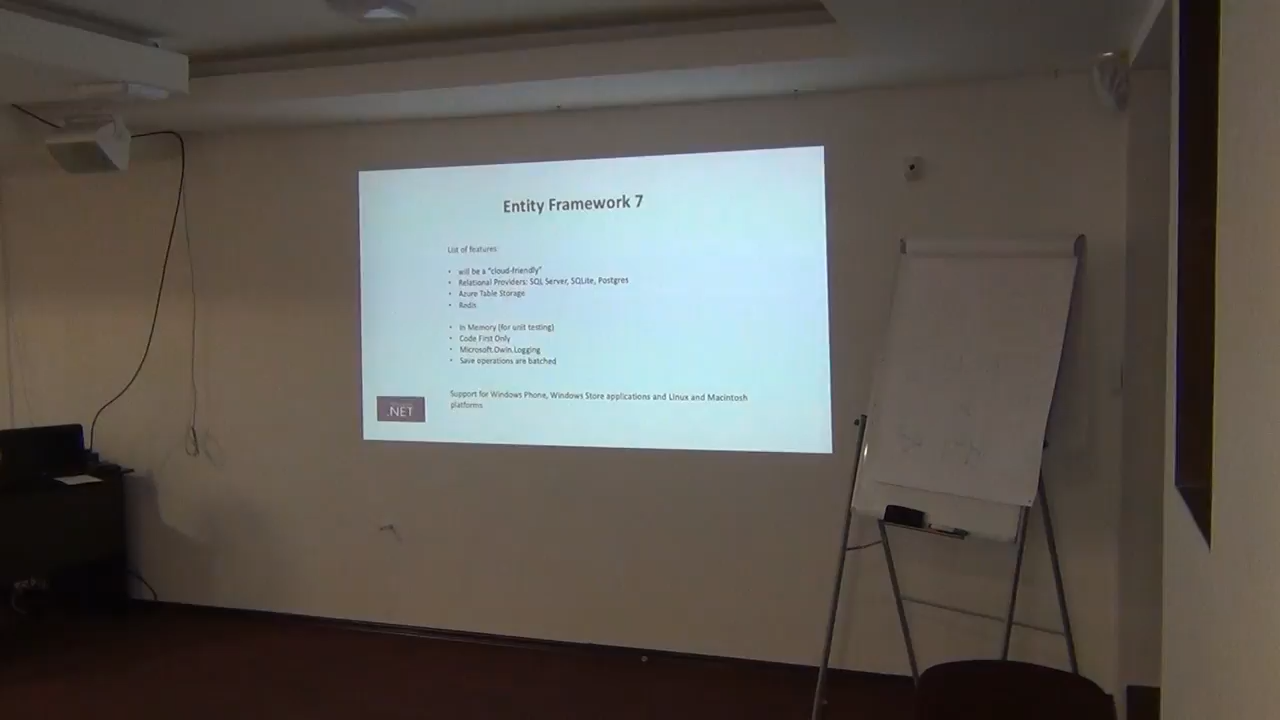 Entity Framework 7
List of features:
• will be a "cloud-friendly"
• Relational Providers: SQL Server, SQLite, Postgres
• Azure Table Storage
• Redis
• In Memory (for unit testing)
• Code First Only
• Microsoft.Owin.Logging
• Save operations are batched
Support for Windows Phone, Windows Store applications and Linux and Macintosh
platforms
.NET